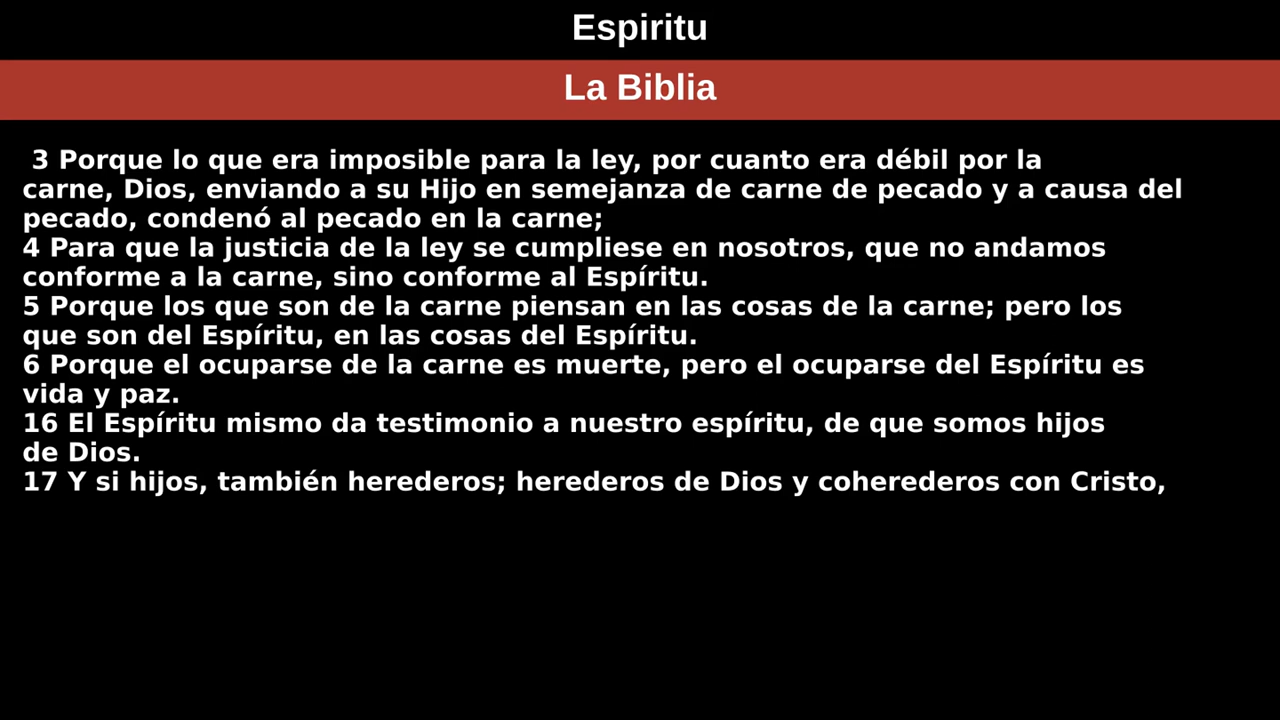 Espiritu
La Biblia
3 Porque lo que era imposible para la ley, por cuanto era débil por la
carne, Dios, enviando a su Hijo en semejanza de carne de pecado y a causa del
pecado, condenó al pecado en la carne;
4 Para que la justicia de la ley se cumpliese en nosotros, que no andamos
conforme a la carne, sino conforme al Espíritu.
5 Porque los que son de la carne piensan en las cosas de la carne; pero los
que son del Espíritu, en las cosas del Espíritu.
6 Porque el ocuparse de la carne es muerte, pero el ocuparse del Espíritu es
vida y paz.
16 El Espíritu mismo da testimonio a nuestro espíritu, de que somos hijos
de Dios.
17 Y si hijos, también herederos; herederos de Dios y coherederos con Cristo,